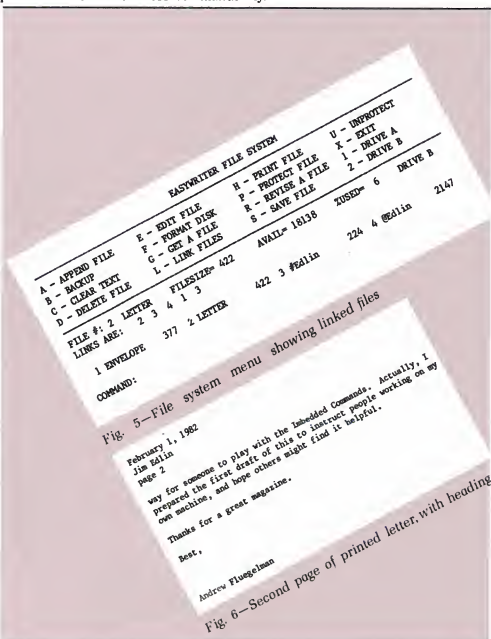 EASYWRITER FILE SYSTEM
A - APPEND FILE E - EDIT FILE H - PRINT FILE U - UNPROTECT
B - BACKUP F - FORMAT DISK P - PROTECT FILE X - EXIT
C - CLEAR TEXT G - GET A FILE R - REVISE A FILE 1 - DRIVE A
D - DELETE FILE L - LINK FILES S - SAVE FILE 2 - DRIVE B
FILE #: 2 LETTER FILESIZE= 422 AVAIL= 18138 %USED= 6 DRIVE B
LINKS ARE: 2 3 4 1 3
1 ENVELOPE 377 2 LETTER 422 3 #Edlin 224 4 @Edlin 2147
COMMAND:
Fig. 5—File system menu showing linked files
February 1, 1982
Jim Edlin
page 2
way for someone to play with the Imbedded Commands. Actually, I
prepared the first draft of this to instruct people working on my
own machine, and hope others might find it helpful.
Thanks for a great magazine.
Best,
Andrew Fluegelman
Fig. 6—Second page of printed letter, with heading